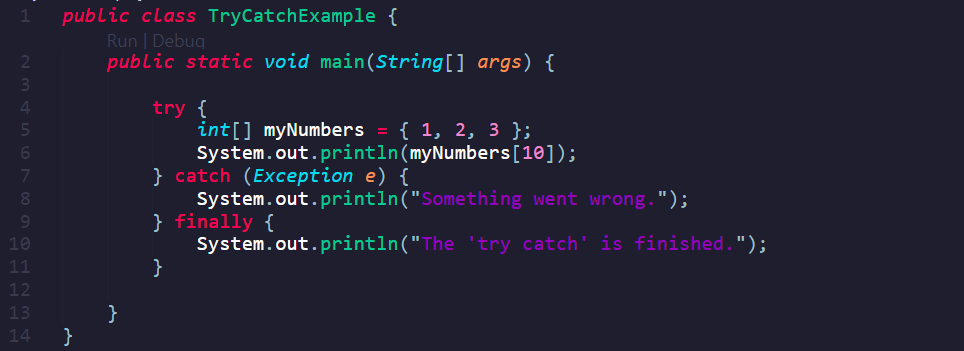 1 public class TryCatchExample {
Run | Debug
2 public static void main(String[] args) {
3
4 try {
5 int[] myNumbers = { 1, 2, 3 };
6 System.out.println(myNumbers[10]);
7 } catch (Exception e) {
8 System.out.println("Something went wrong.");
9 } finally {
10 System.out.println("The 'try catch' is finished.");
11 }
12
13 }
14 }